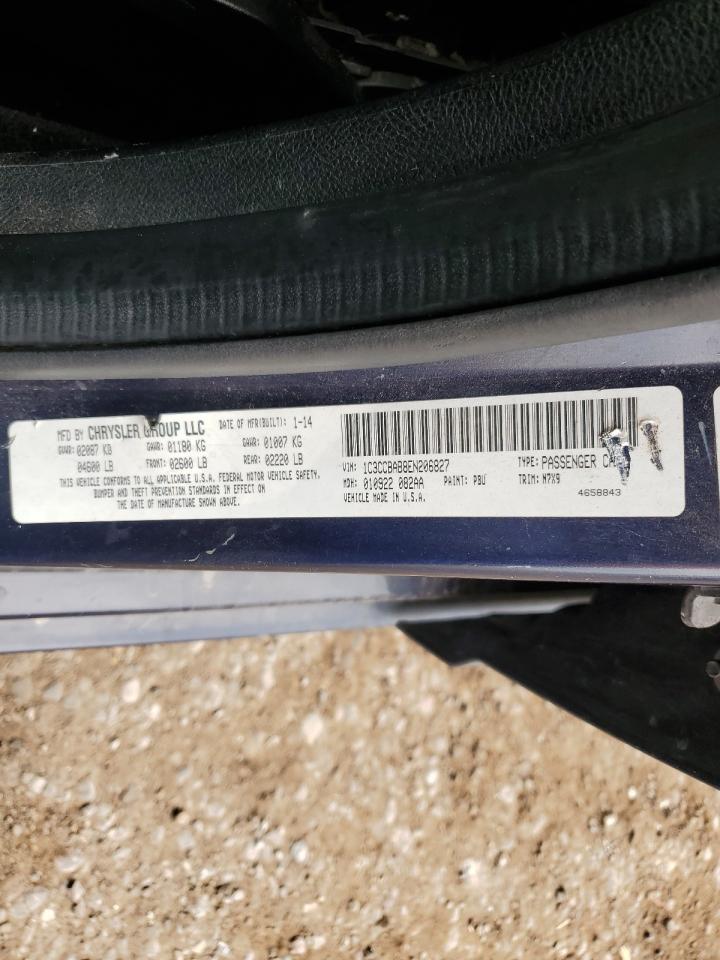 MFD BY CHRYSLER GROUP LLC DATE OF MFR(BUILT): 1-14
GVWR: 02087 KG GAWR: 01180 KG GAWR: 01007 KG
04600 LB FRONT: 02600 LB REAR: 02220 LB
THIS VEHICLE CONFORMS TO ALL APPLICABLE U.S.A. FEDERAL MOTOR VEHICLE SAFETY,
BUMPER AND THEFT PREVENTION STANDARDS IN EFFECT ON
THE DATE OF MANUFACTURE SHOWN ABOVE.
VIN: 1C3CCBAB8EN206827 TYPE: PASSENGER
MDH: 010922 082AA PAINT: PBU TRIM: N7X9
VEHICLE MADE IN U.S.A. 4658843